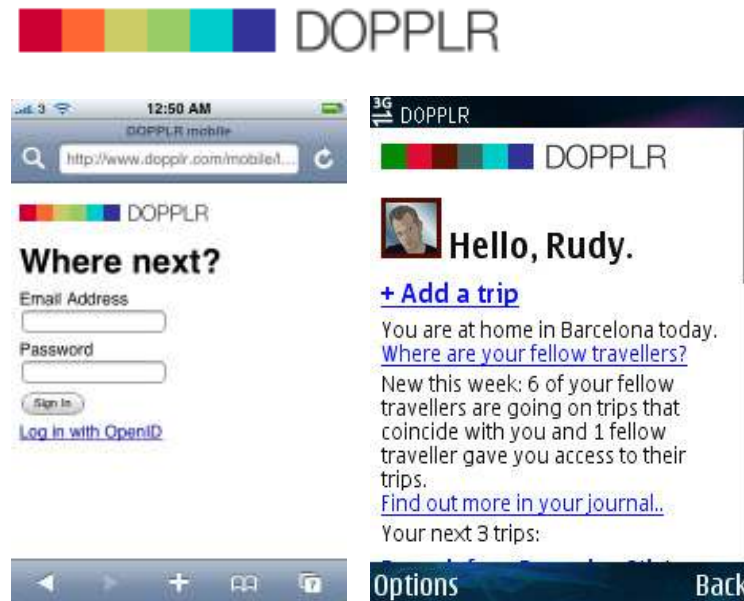 DOPPLR
3
12:50 AM
DOPPLR mobile
http://www.dopplr.com/mobile/l...
DOPPLR
Where next?
Email Address
Password
Sign In
Log in with OpenID
7
3G
DOPPLR
DOPPLR
Hello, Rudy.
+ Add a trip
You are at home in Barcelona today.
Where are your fellow travellers?
New this week: 6 of your fellow
travellers are going on trips that
coincide with you and 1 fellow
traveller gave you access to their
trips.
Find out more in your journal..
Your next 3 trips:
Options
Back